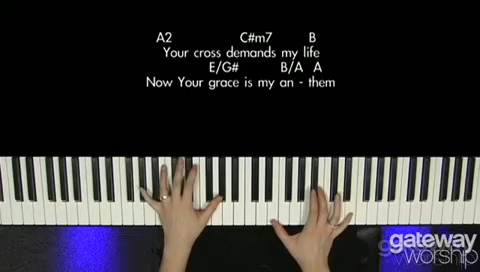 A2 C#m7 B
Your cross demands my life
E/G# B/A A
Now Your grace is my an - them
gateway
worship